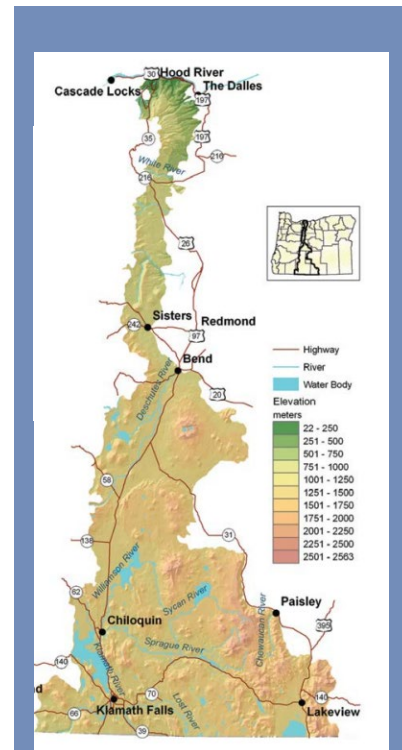 30
Hood River
Cascade Locks
The Dalles
197
35
197
216
White River
216
26
Sisters
Redmond
242
97
Bend
20
Deschutes River
58
31
138
Williamson River
62
Sycan River
Paisley
Chewaucan River
Chiloquin
395
Sprague River
140
Klamath River
70
140
Klamath Falls
Lost River
Lakeview
66
39
Highway
River
Water Body
Elevation
meters
22 - 250
251 - 500
501 - 750
751 - 1000
1001 - 1250
1251 - 1500
1501 - 1750
1751 - 2000
2001 - 2250
2251 - 2500
2501 - 2563